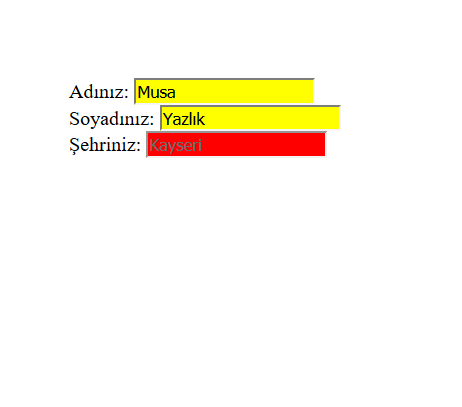 Adınız: Musa
Soyadınız: Yazlık
Şehriniz: Kayseri